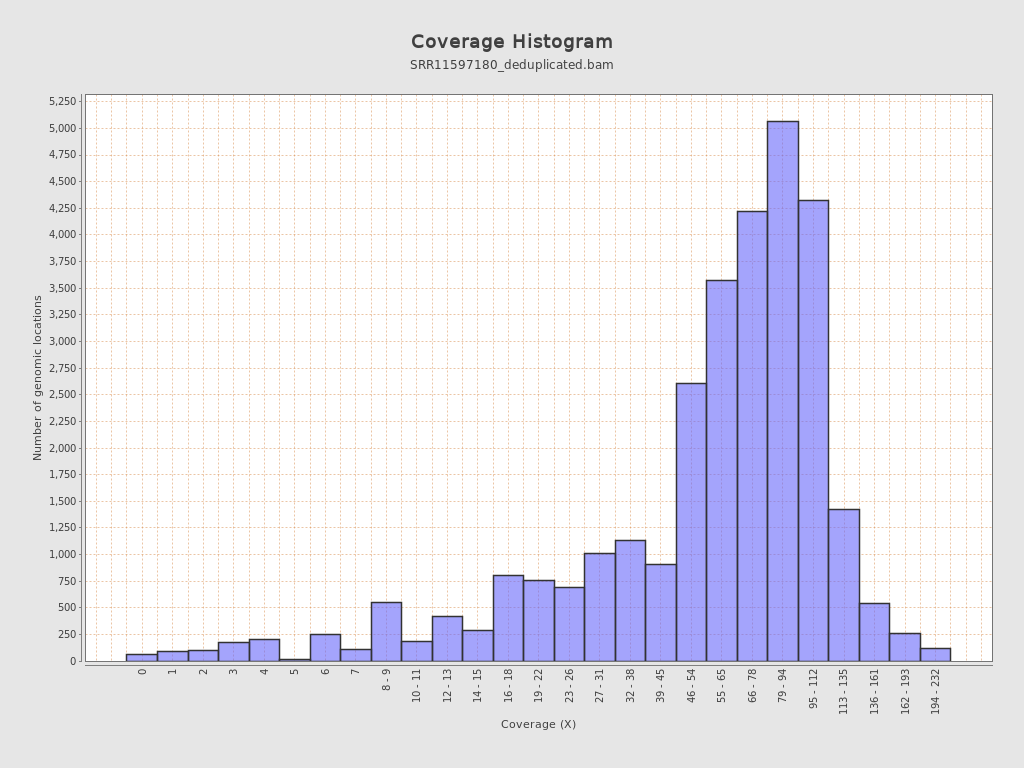 Coverage Histogram
SRR11597180_deduplicated.bam
Number of genomic locations
5,250
5,000
4,750
4,500
4,250
4,000
3,750
3,500
3,250
3,000
2,750
2,500
2,250
2,000
1,750
1,500
1,250
1,000
750
500
250
0
0
1
2
3
4
5
6
7
8 - 9
10 - 11
12 - 13
14 - 15
16 - 18
19 - 22
23 - 26
27 - 31
32 - 38
39 - 45
46 - 54
55 - 65
66 - 78
79 - 94
95 - 112
113 - 135
136 - 161
162 - 193
194 - 232
Coverage (X)